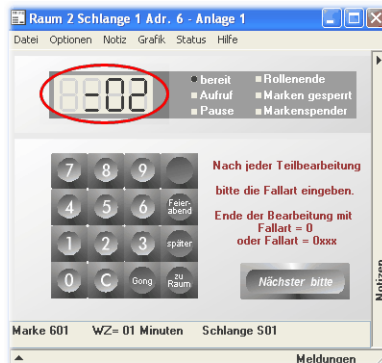 Raum 2 Schlange 1 Adr. 6 - Anlage 1
Datei Optionen Notiz Grafik Status Hilfe
-02
bereit Rollenende
Aufruf Marken gesperrt
Pause Markenspender
7 8 9
4 5 6 Feier-abend
1 2 3 später
0 C Gong zu Raum
Nach jeder Teilbearbeitung
bitte die Fallart eingeben.
Ende der Bearbeitung mit
Fallart = 0
oder Fallart = 0xxx
Nächster bitte
Notizen
Marke 601 WZ= 01 Minuten Schlange S01
Meldungen